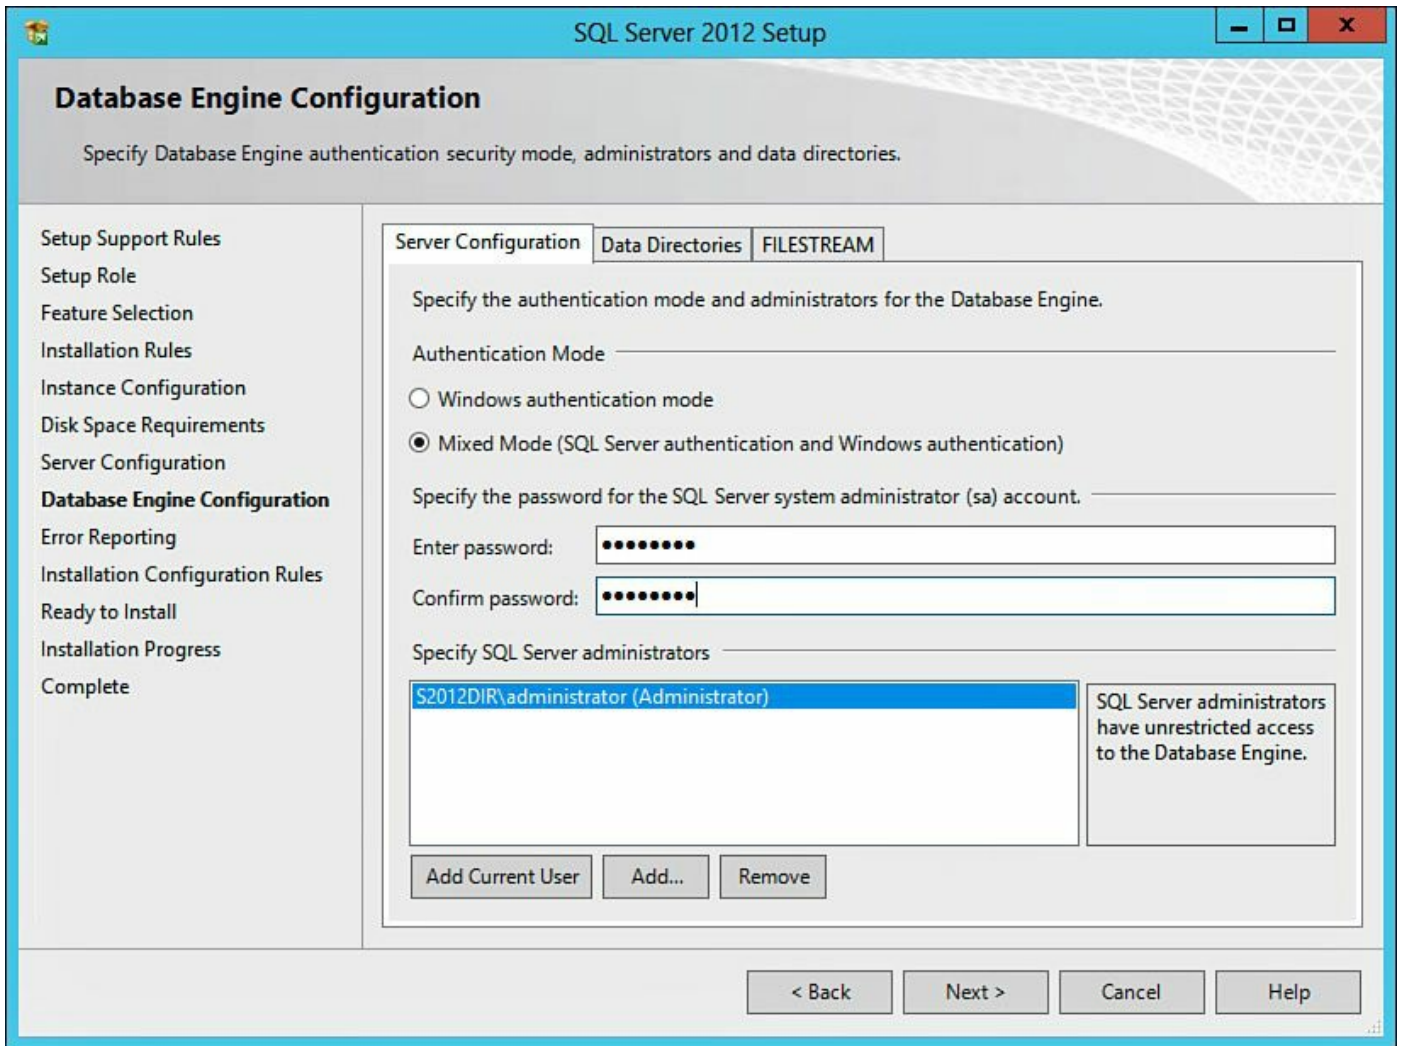 SQL Server 2012 Setup
Database Engine Configuration
Specify Database Engine authentication security mode, administrators and data directories.
Setup Support Rules
Setup Role
Feature Selection
Installation Rules
Instance Configuration
Disk Space Requirements
Server Configuration
Database Engine Configuration
Error Reporting
Installation Configuration Rules
Ready to Install
Installation Progress
Complete
Server Configuration
Data Directories
FILESTREAM
Specify the authentication mode and administrators for the Database Engine.
Authentication Mode
Windows authentication mode
Mixed Mode (SQL Server authentication and Windows authentication)
Specify the password for the SQL Server system administrator (sa) account.
Enter password: ●●●●●●●●
Confirm password: ●●●●●●●●
Specify SQL Server administrators
S2012DIR\administrator (Administrator)
SQL Server administrators
have unrestricted access
to the Database Engine.
Add Current User
Add...
Remove
< Back
Next >
Cancel
Help